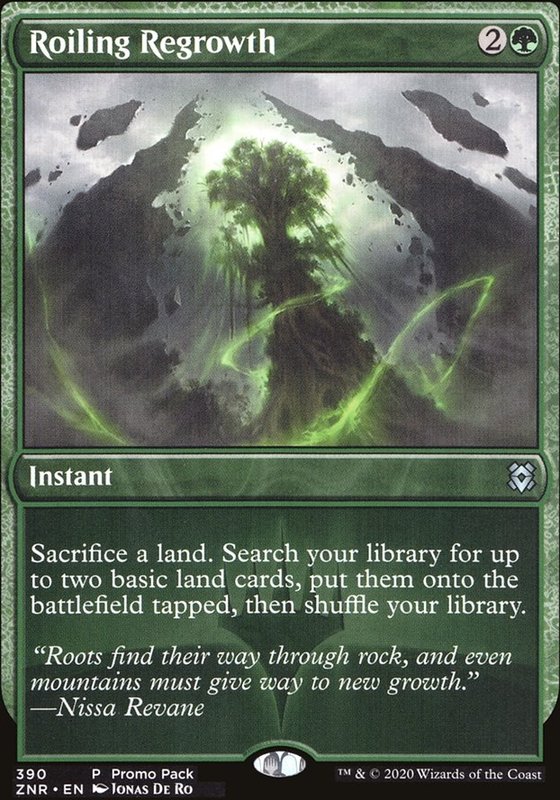 Roiling Regrowth 2
Instant
Sacrifice a land. Search your library for up
to two basic land cards, put them onto the
battlefield tapped, then shuffle your library.
“Roots find their way through rock, and even
mountains must give way to new growth.”
—Nissa Revane
390 P Promo Pack ™ & © 2020 Wizards of the Coast
ZNR • EN Jonas De Ro